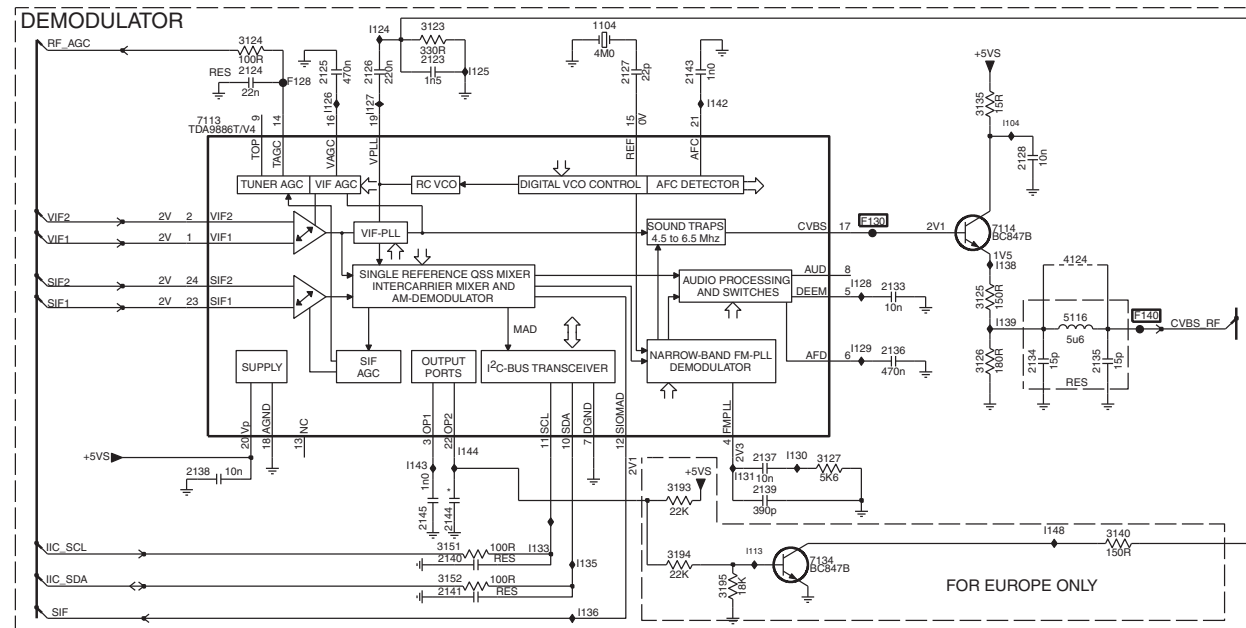 DEMODULATOR
RF_AGC
3124
100R
RES
2124
22n
F128
2125
470n
I126
I124
2126
220n
I127
3123
330R
2123
1n5
I125
1104
4M0
2127
22p
2143
1n0
I142
+5VS
3135
15R
I104
2128
10n
7113
TDA9886T/V4
9
14
16
19
15
0V
21
TOP
TAGC
VAGC
VPLL
REF
AFC
TUNER AGC
VIF AGC
RC VCO
DIGITAL VCO CONTROL
AFC DETECTOR
VIF2
2V
2
VIF2
VIF1
2V
1
VIF1
VIF-PLL
SOUND TRAPS
4.5 to 6.5 Mhz
CVBS
17
F130
2V1
7114
BC847B
1V5
I138
SIF2
2V
24
SIF2
SIF1
2V
23
SIF1
SINGLE REFERENCE QSS MIXER
INTERCARRIER MIXER AND
AM-DEMODULATOR
AUDIO PROCESSING
AND SWITCHES
AUD
8
DEEM
5
I128
2133
10n
3125
150R
4124
I139
5116
5u6
F140
CVBS_RF
MAD
SUPPLY
SIF
AGC
OUTPUT
PORTS
I²C-BUS TRANSCEIVER
NARROW-BAND FM-PLL
DEMODULATOR
AFD
6
I129
2136
470n
3126
180R
2134
15p
2135
15p
RES
20
Vp
18
AGND
13
NC
3
OP1
22
OP2
11
SCL
10
SDA
7
DGND
12
SIOMAD
4
FMPLL
+5VS
2138
10n
I143
I144
1n0
2145
*
2144
2V1
2V3
I131
2137
10n
I130
3127
5K6
2139
390p
+5VS
3193
22K
IIC_SCL
3151
100R
2140
RES
I133
IIC_SDA
3152
100R
2141
RES
I135
SIF
I136
3194
22K
I113
3195
18K
7134
BC847B
I148
3140
150R
FOR EUROPE ONLY